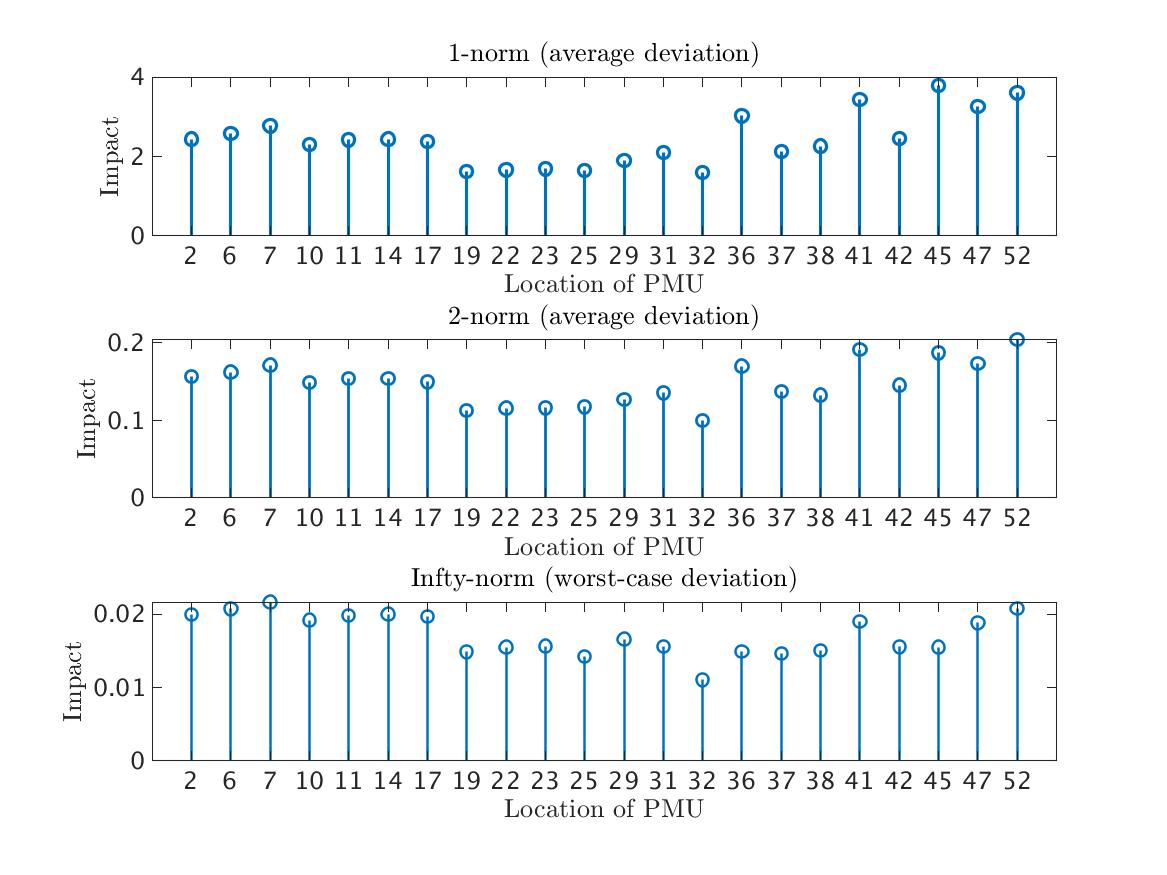 1-norm (average deviation)
4
2
0
Impact
2 6 7 10 11 14 17 19 22 23 25 29 31 32 36 37 38 41 42 45 47 52
Location of PMU
2-norm (average deviation)
0.2
0.1
0
Impact
2 6 7 10 11 14 17 19 22 23 25 29 31 32 36 37 38 41 42 45 47 52
Location of PMU
Infty-norm (worst-case deviation)
0.02
0.01
0
Impact
2 6 7 10 11 14 17 19 22 23 25 29 31 32 36 37 38 41 42 45 47 52
Location of PMU